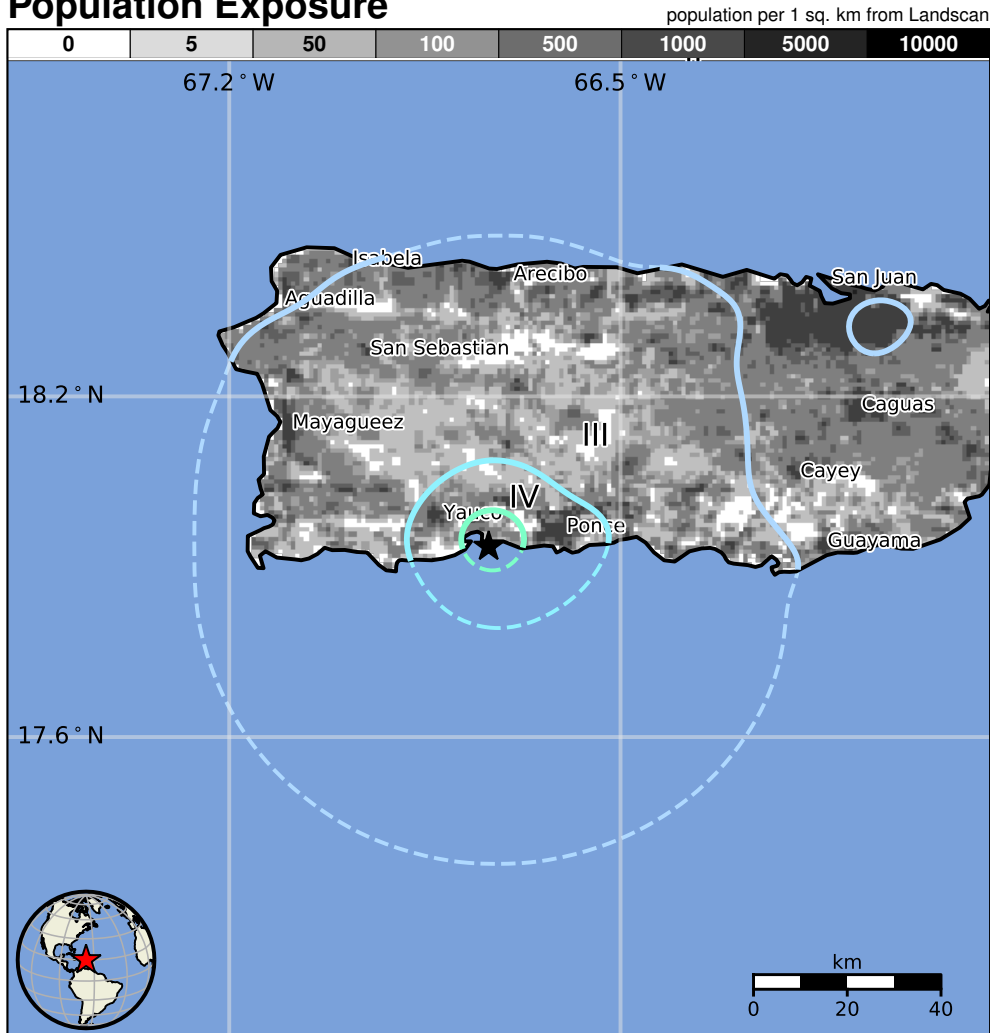 Population Exposure
population per 1 sq. km from Landscan
0 5 50 100 500 1000 5000 10000
67.2°W 66.5°W
Isabela
Arecibo
San Juan
Aguadilla
San Sebastian
18.2°N
Caguas
Mayagueez
III
Cayey
IV
Yauco
Ponce
Guayama
17.6°N
km
0 20 40